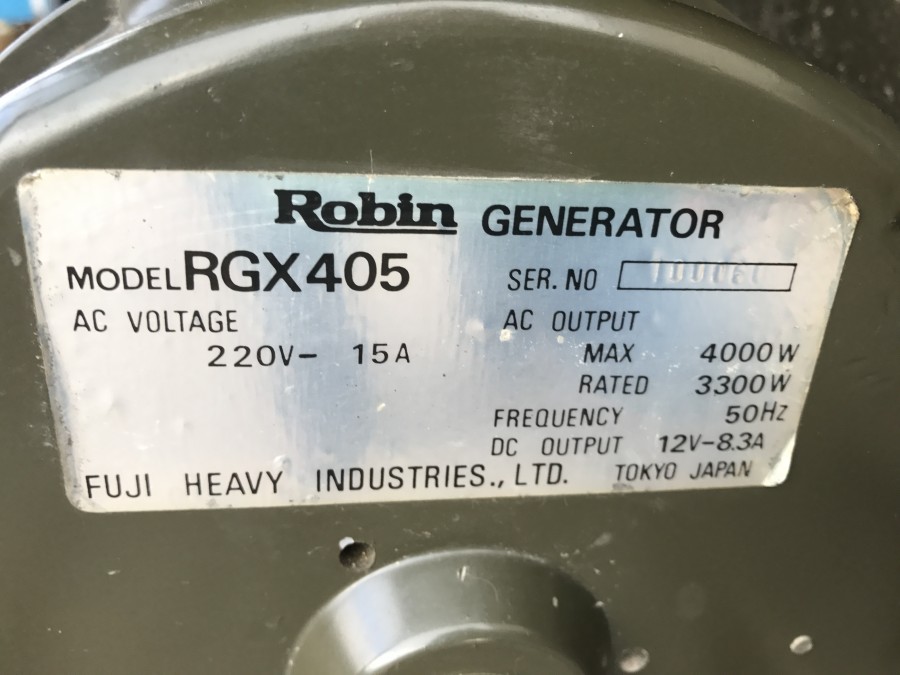 Robin GENERATOR
MODEL RGX405 SER. NO
AC VOLTAGE
220V- 15A
AC OUTPUT
MAX 4000W
RATED 3300W
FREQUENCY 50Hz
DC OUTPUT 12V-8.3A
FUJI HEAVY INDUSTRIES., LTD. TOKYO JAPAN